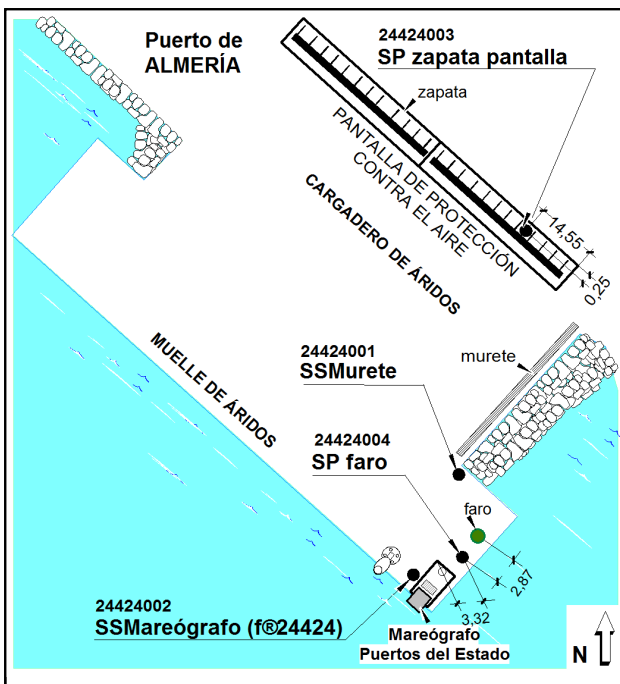 Puerto de
ALMERÍA
24424003
SP zapata pantalla
zapata
PANTALLA DE PROTECCIÓN
CONTRA EL AIRE
CARGADERO DE ÁRIDOS
14,55
0,25
MUELLE DE ÁRIDOS
24424001
SSMurete
murete
24424004
SP faro
faro
2,87
3,32
24424002
SSMareógrafo (f®24424)
Mareógrafo
Puertos del Estado
N